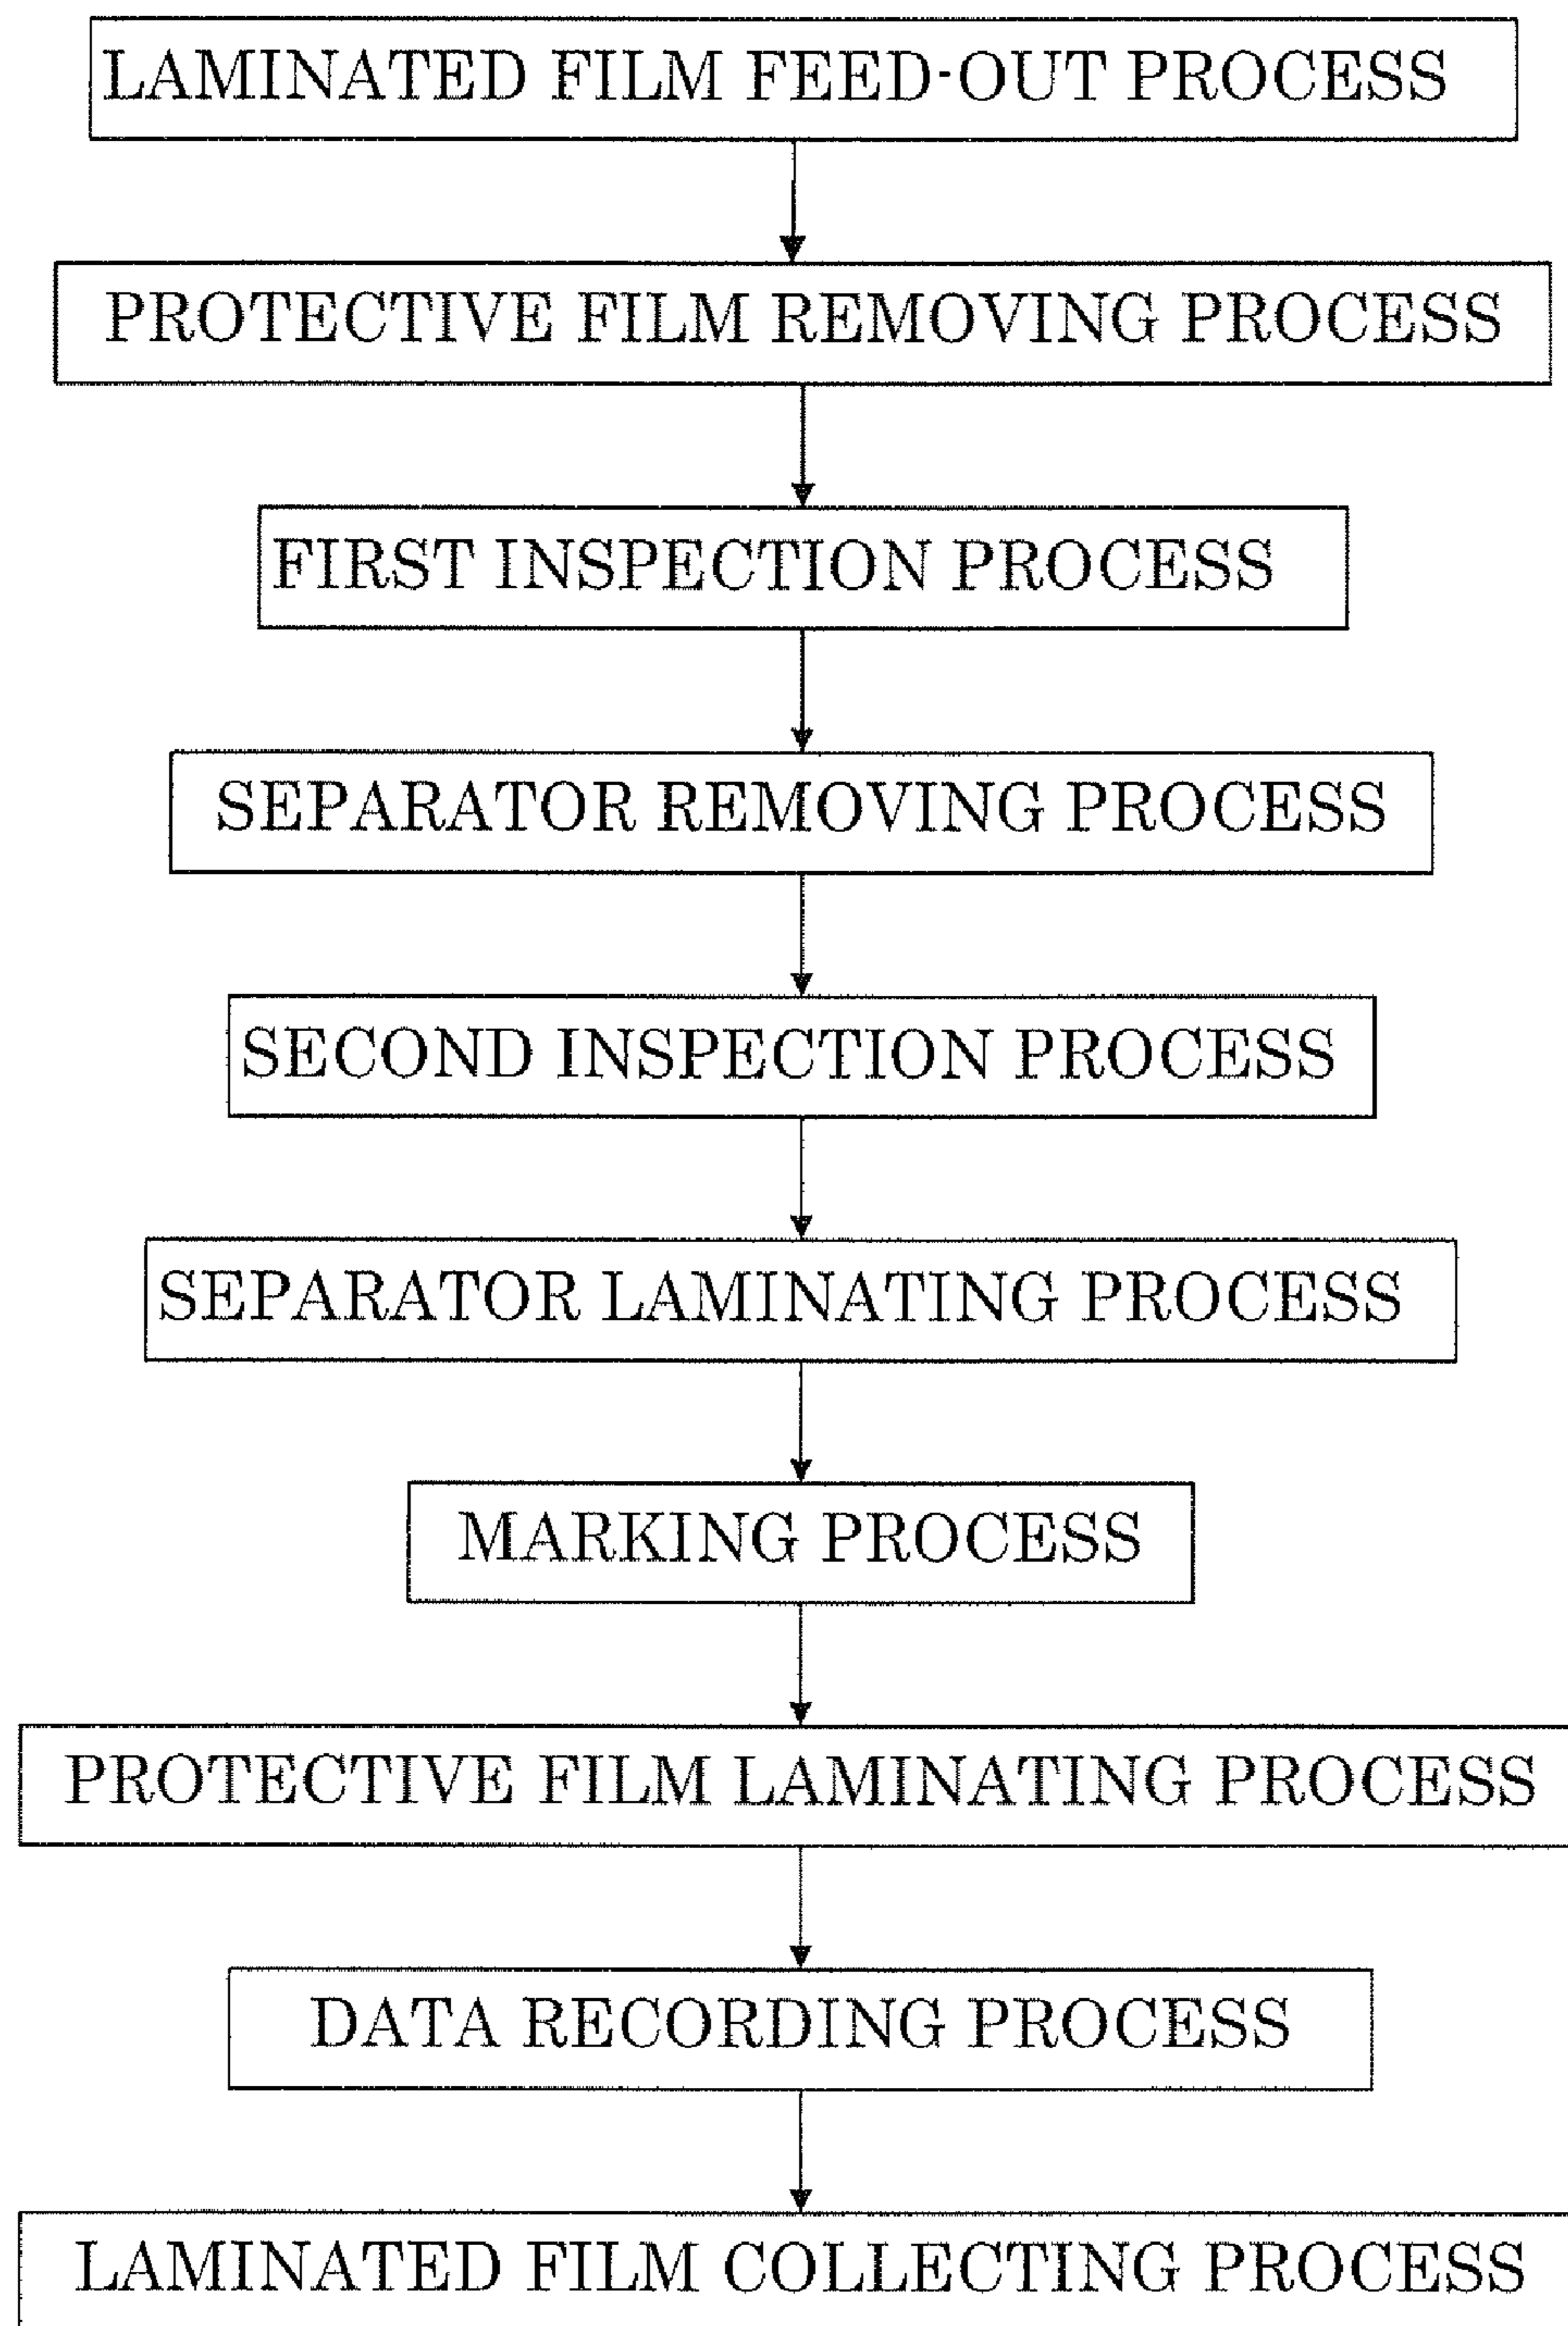 LAMINATED FILM FEED-OUT PROCESS
PROTECTIVE FILM REMOVING PROCESS
FIRST INSPECTION PROCESS
SEPARATOR REMOVING PROCESS
SECOND INSPECTION PROCESS
SEPARATOR LAMINATING PROCESS
MARKING PROCESS
PROTECTIVE FILM LAMINATING PROCESS
DATA RECORDING PROCESS
LAMINATED FILM COLLECTING PROCESS